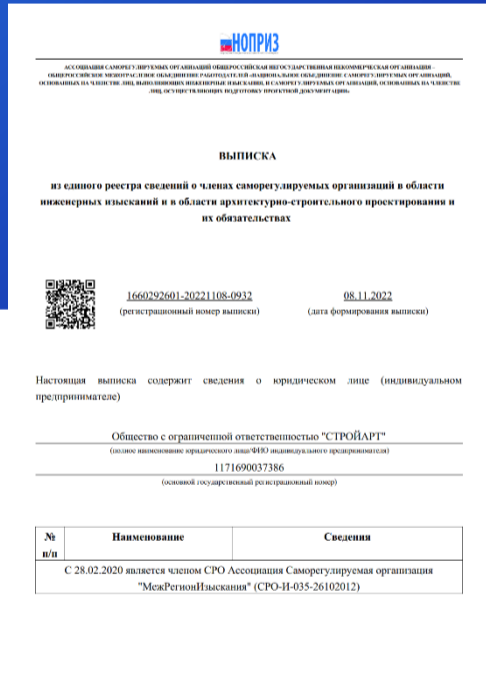 НОПРИЗ
АССОЦИАЦИЯ САМОРЕГУЛИРУЕМЫХ ОРГАНИЗАЦИЙ ОБЩЕРОССИЙСКАЯ НЕГОСУДАРСТВЕННАЯ НЕКОММЕРЧЕСКАЯ ОРГАНИЗАЦИЯ -
ОБЩЕРОССИЙСКОЕ МЕЖОТРАСЛЕВОЕ ОБЪЕДИНЕНИЕ РАБОТОДАТЕЛЕЙ «НАЦИОНАЛЬНОЕ ОБЪЕДИНЕНИЕ САМОРЕГУЛИРУЕМЫХ ОРГАНИЗАЦИЙ,
ОСНОВАННЫХ НА ЧЛЕНСТВЕ ЛИЦ, ВЫПОЛНЯЮЩИХ ИНЖЕНЕРНЫЕ ИЗЫСКАНИЯ, И САМОРЕГУЛИРУЕМЫХ ОРГАНИЗАЦИЙ, ОСНОВАННЫХ НА ЧЛЕНСТВЕ
ЛИЦ, ОСУЩЕСТВЛЯЮЩИХ ПОДГОТОВКУ ПРОЕКТНОЙ ДОКУМЕНТАЦИИ»
ВЫПИСКА
из единого реестра сведений о членах саморегулируемых организаций в области
инженерных изысканий и в области архитектурно-строительного проектирования и
их обязательствах
1660292601-20221108-0932 08.11.2022
(регистрационный номер выписки) (дата формирования выписки)
Настоящая выписка содержит сведения о юридическом лице (индивидуальном
предпринимателе)
Общество с ограниченной ответственностью "СТРОЙАРТ"
(полное наименование юридического лица/ФИО индивидуального предпринимателя)
1171690037386
(основной государственный регистрационный номер)
№ Наименование Сведения
п/п
С 28.02.2020 является членом СРО Ассоциация Саморегулируемая организация
"МежРегионИзыскания" (СРО-И-035-26102012)